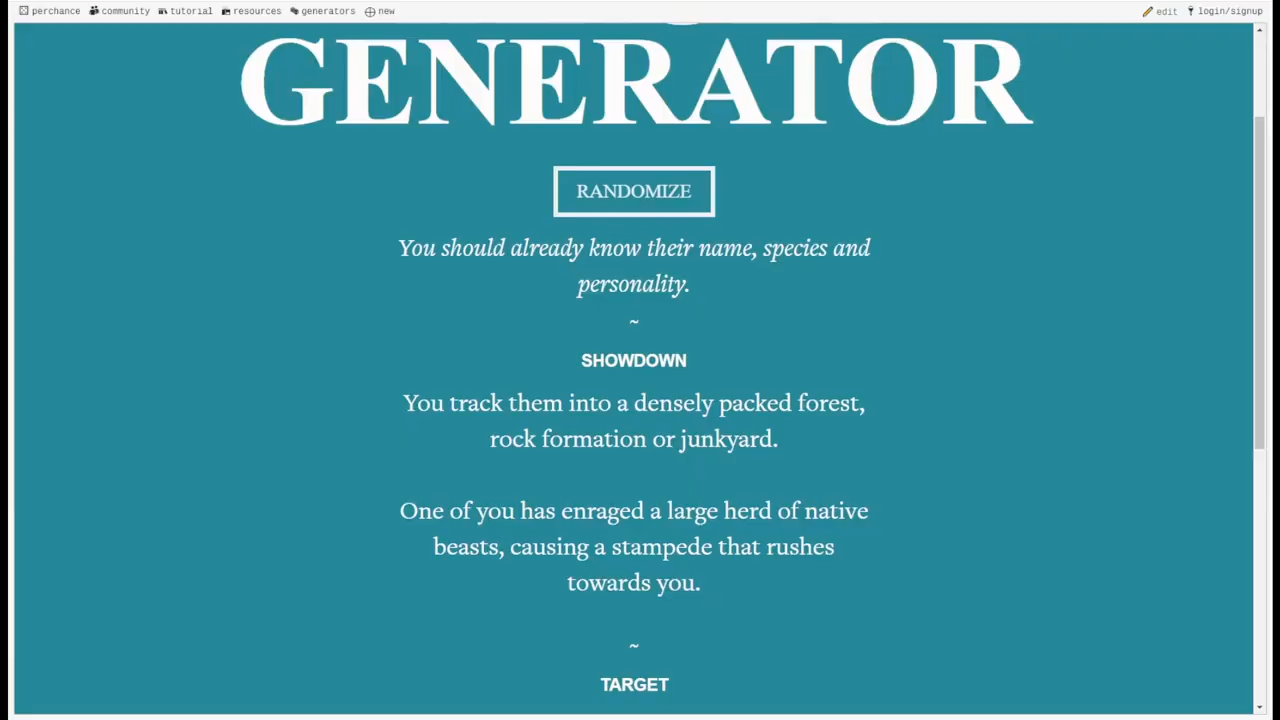 perchance community tutorial resources generators new edit login/signup
GENERATOR
RANDOMIZE
You should already know their name, species and
personality.
~
SHOWDOWN
You track them into a densely packed forest,
rock formation or junkyard.
One of you has enraged a large herd of native
beasts, causing a stampede that rushes
towards you.
~
TARGET